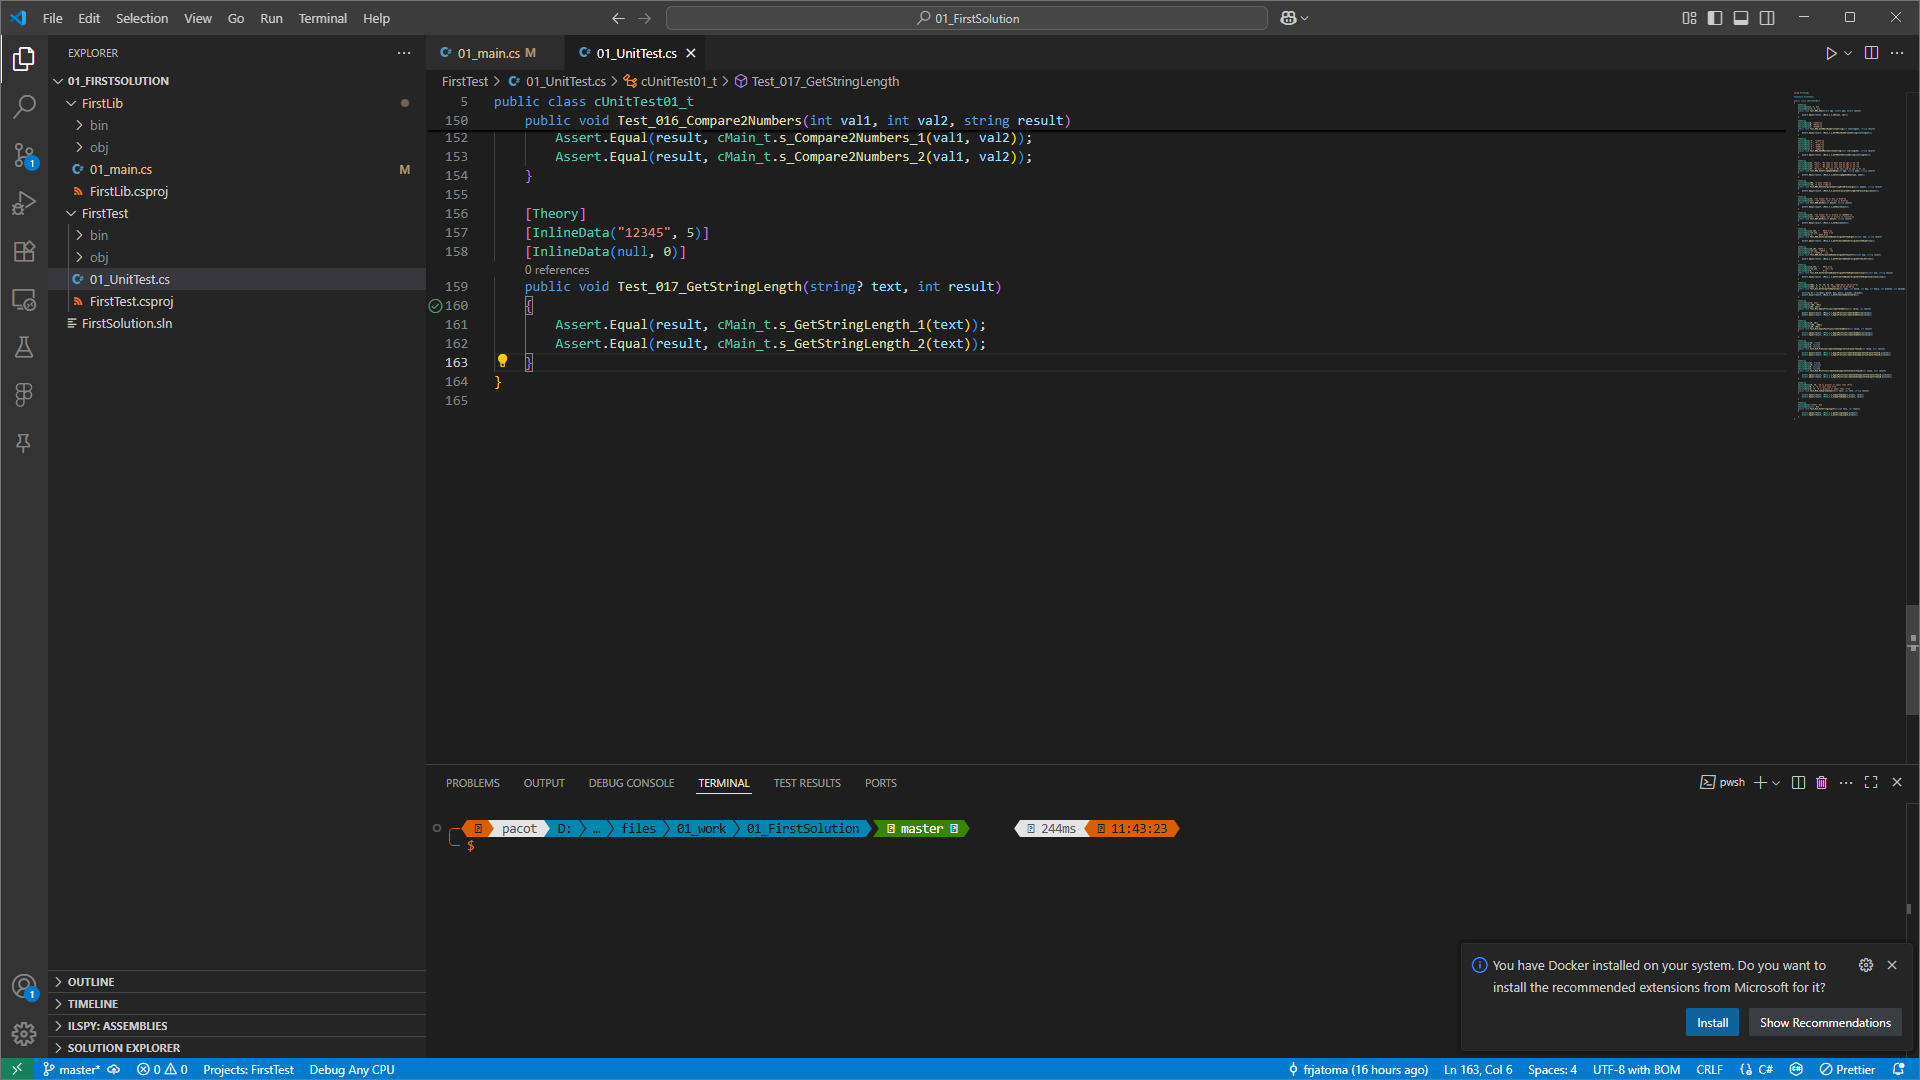 File Edit Selection View Go Run Terminal Help
01_FirstSolution
EXPLORER
01_FIRSTSOLUTION
FirstLib
bin
obj
01_main.cs M
FirstLib.csproj
FirstTest
bin
obj
01_UnitTest.cs
FirstTest.csproj
FirstSolution.sln
OUTLINE
TIMELINE
ILSPY: ASSEMBLIES
SOLUTION EXPLORER
01_main.cs M 01_UnitTest.cs
FirstTest > 01_UnitTest.cs > cUnitTest01_t > Test_017_GetStringLength
5 public class cUnitTest01_t
150 public void Test_016_Compare2Numbers(int val1, int val2, string result)
152 Assert.Equal(result, cMain_t.s_Compare2Numbers_1(val1, val2));
153 Assert.Equal(result, cMain_t.s_Compare2Numbers_2(val1, val2));
154 }
155
156 [Theory]
157 [InlineData("12345", 5)]
158 [InlineData(null, 0)]
0 references
159 public void Test_017_GetStringLength(string? text, int result)
160 {
161 Assert.Equal(result, cMain_t.s_GetStringLength_1(text));
162 Assert.Equal(result, cMain_t.s_GetStringLength_2(text));
163 }
164 }
165
PROBLEMS OUTPUT DEBUG CONSOLE TERMINAL TEST RESULTS PORTS
pwsh
pacot D: … files 01_work 01_FirstSolution master 244ms 11:43:23
$
You have Docker installed on your system. Do you want to
install the recommended extensions from Microsoft for it?
Install Show Recommendations
1
1
master* 0 0 Projects: FirstTest Debug Any CPU
frjatoma (16 hours ago) Ln 163, Col 6 Spaces: 4 UTF-8 with BOM CRLF C# Prettier